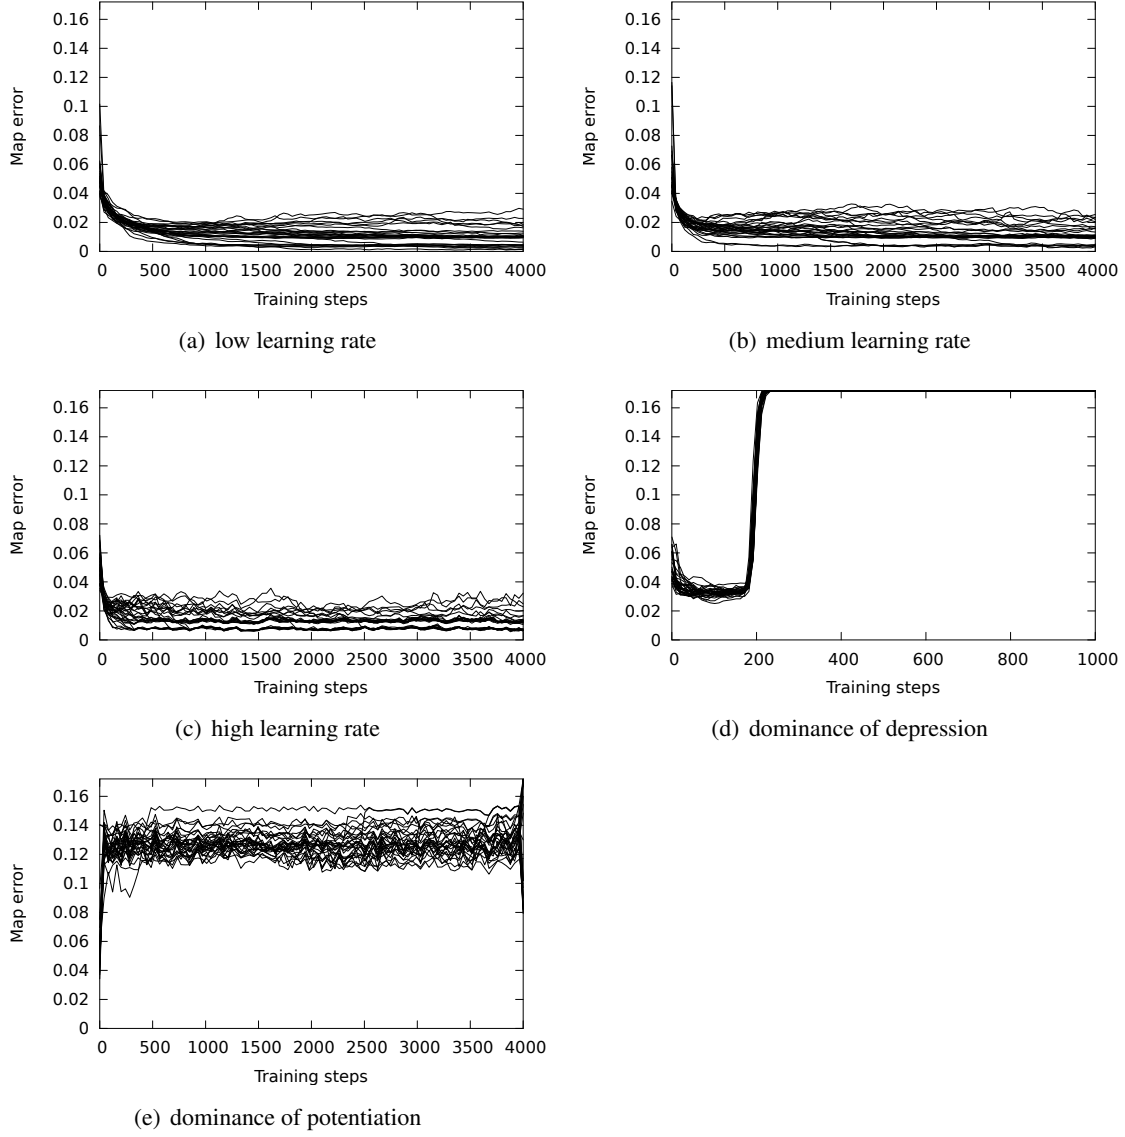 0.16
0.14
0.12
0.1
0.08
0.06
0.04
0.02
0
Map error
0 500 1000 1500 2000 2500 3000 3500 4000
Training steps
(a) low learning rate
0.16
0.14
0.12
0.1
0.08
0.06
0.04
0.02
0
Map error
0 500 1000 1500 2000 2500 3000 3500 4000
Training steps
(b) medium learning rate
0.16
0.14
0.12
0.1
0.08
0.06
0.04
0.02
0
Map error
0 500 1000 1500 2000 2500 3000 3500 4000
Training steps
(c) high learning rate
0.16
0.14
0.12
0.1
0.08
0.06
0.04
0.02
0
Map error
0 200 400 600 800 1000
Training steps
(d) dominance of depression
0.16
0.14
0.12
0.1
0.08
0.06
0.04
0.02
0
Map error
0 500 1000 1500 2000 2500 3000 3500 4000
Training steps
(e) dominance of potentiation